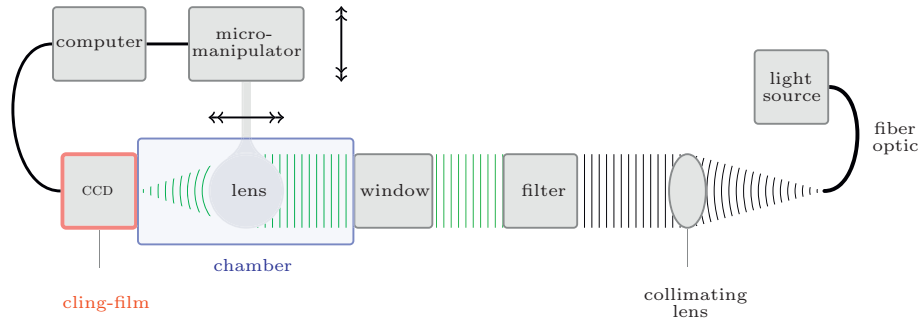 computer
micro-
manipulator
light
source
fiber
optic
CCD
lens
window
filter
chamber
cling-film
collimating
lens